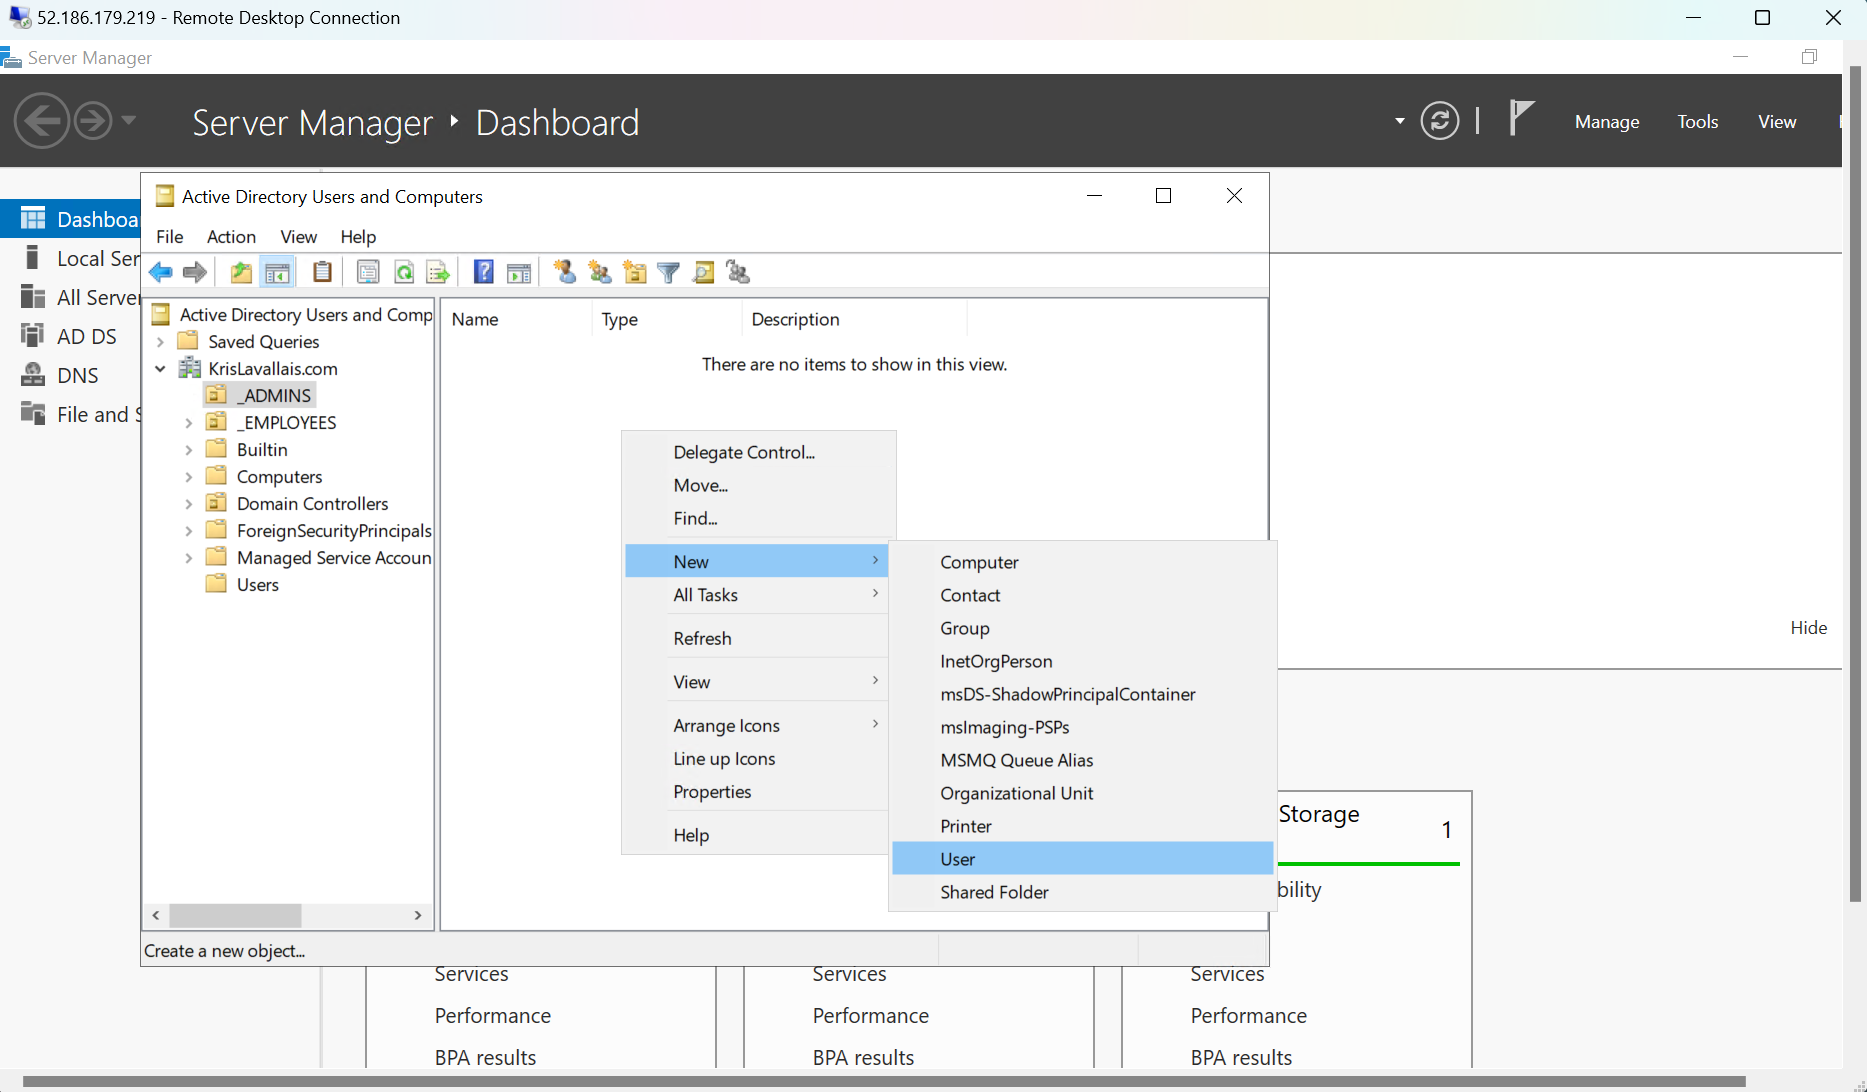 52.186.179.219 - Remote Desktop Connection
Server Manager
Server Manager Dashboard
Manage Tools View
Dashboa
Local Ser
All Server
AD DS
DNS
File and S
Active Directory Users and Computers
File Action View Help
Active Directory Users and Comp
Saved Queries
KrisLavallais.com
_ADMINS
_EMPLOYEES
Builtin
Computers
Domain Controllers
ForeignSecurityPrincipals
Managed Service Accoun
Users
Name Type Description
There are no items to show in this view.
Delegate Control...
Move...
Find...
New
All Tasks
Refresh
View
Arrange Icons
Line up Icons
Properties
Help
Computer
Contact
Group
InetOrgPerson
msDS-ShadowPrincipalContainer
msImaging-PSPs
MSMQ Queue Alias
Organizational Unit
Printer
User
Shared Folder
Hide
Storage
1
bility
Create a new object...
Services Services Services
Performance Performance Performance
BPA results BPA results BPA results